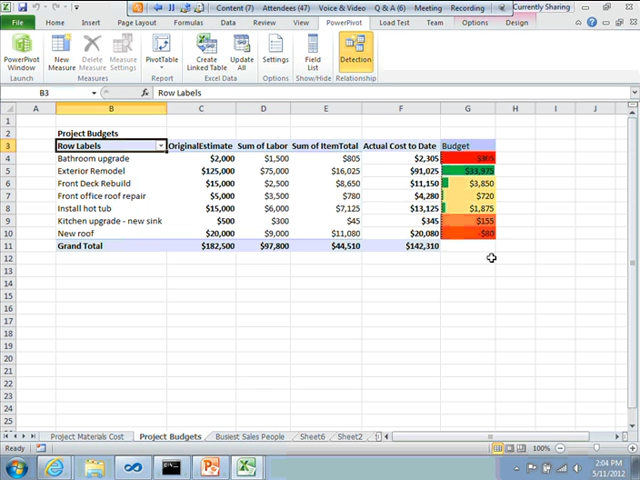 Content (7) Attendees (47) Voice & Video Q & A (6) Meeting Recording Currently Sharing
File Home Insert Page Layout Formulas PowerPivot Load Test Team Options Design
PowerPivot Window New Measure Delete Measure Measure Settings PivotTable Create Linked Table Update All Settings Field List Detection
Launch Measures Report Excel Data Options Show/Hide Relationship
B3 fx Row Labels
A B C D E F G H I J
1
2 Project Budgets
3 Row Labels OriginalEstimate Sum of Labor Sum of ItemTotal Actual Cost to Date Budget
4 Bathroom upgrade $2,000 $1,500 $805 $2,305
5 Exterior Remodel $125,000 $75,000 $16,025 $91,025 $33,975
6 Front Deck Rebuild $15,000 $2,500 $8,650 $11,150 $3,850
7 Front office roof repair $5,000 $3,500 $780 $4,280 $720
8 Install hot tub $15,000 $6,000 $7,125 $13,125 $1,875
9 Kitchen upgrade - new sink $500 $300 $45 $345 $155
10 New roof $20,000 $9,000 $11,080 $20,080 -$80
11 Grand Total $182,500 $97,800 $44,510 $142,310
12
13
14
15
16
17
18
19
20
21
22
23
24
25
Project Materials Cost Project Budgets Busiest Sales People Sheet6 Sheet2
Ready 100%
2:04 PM
5/11/2012